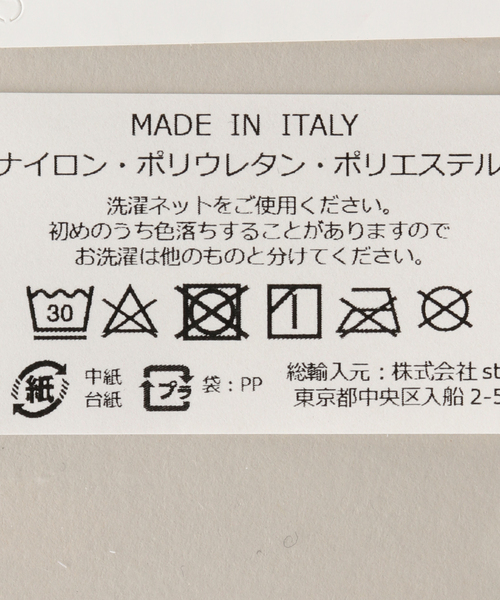 MADE IN ITALY
ナイロン・ポリウレタン・ポリエステル
洗濯ネットをご使用ください。
初めのうち色落ちすることがありますので
お洗濯は他のものと分けてください。
30
紙 中紙
台紙
プラ 袋：PP
総輸入元：株式会社 st
東京都中央区入船 2-5